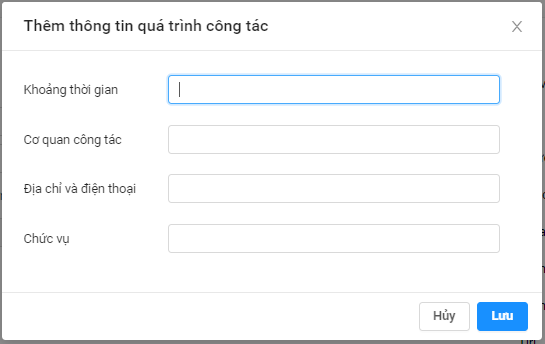 Thêm thông tin quá trình công tác
Khoảng thời gian
Cơ quan công tác
Địa chỉ và điện thoại
Chức vụ
Hủy
Lưu